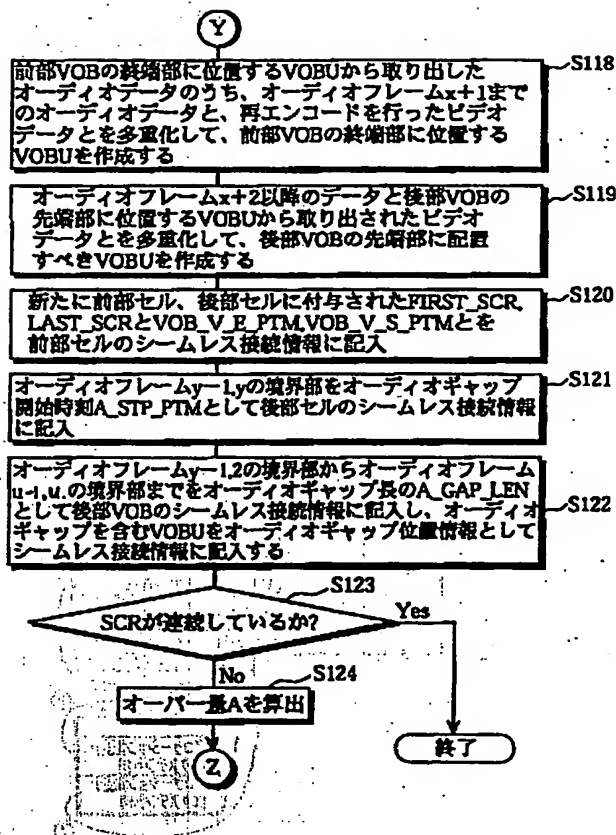 Y
S118
前部VOBの終端部に位置するVOBUから取り出した
オーディオデータのうち、オーディオフレームx+1まで
のオーディオデータと、再エンコードを行ったビデオ
データとを多重化して、前部VOBの終端部に位置する
VOBUを作成する
S119
オーディオフレームx+2以降のデータと後部VOBの
先端部に位置するVOBUから取り出されたビデオ
データとを多重化して、後部VOBの先端部に配置
すべきVOBUを作成する
S120
新たに前部セル、後部セルに付与されたFIRST_SCR,
LAST_SCRとVOB_V_E_PTM,VOB_V_S_PTMとを
前部セルのシームレス接続情報に記入
S121
オーディオフレームy−1,yの境界部をオーディオギャップ
開始時刻A_STP_PTMとして後部セルのシームレス接続情報
に記入
オーディオフレームy−1,2の境界部からオーディオフレーム
u-1,u.の境界部までをオーディオギャップ長のA_GAP_LEN
S122
として後部VOBのシームレス接続情報に記入し、オーディオ
ギャップを含むVOBUをオーディオギャップ位置情報として
シームレス接続情報に記入する
S123
SCRが連続しているか?
Yes
No
S124
オーバー量Aを算出
終了
Z